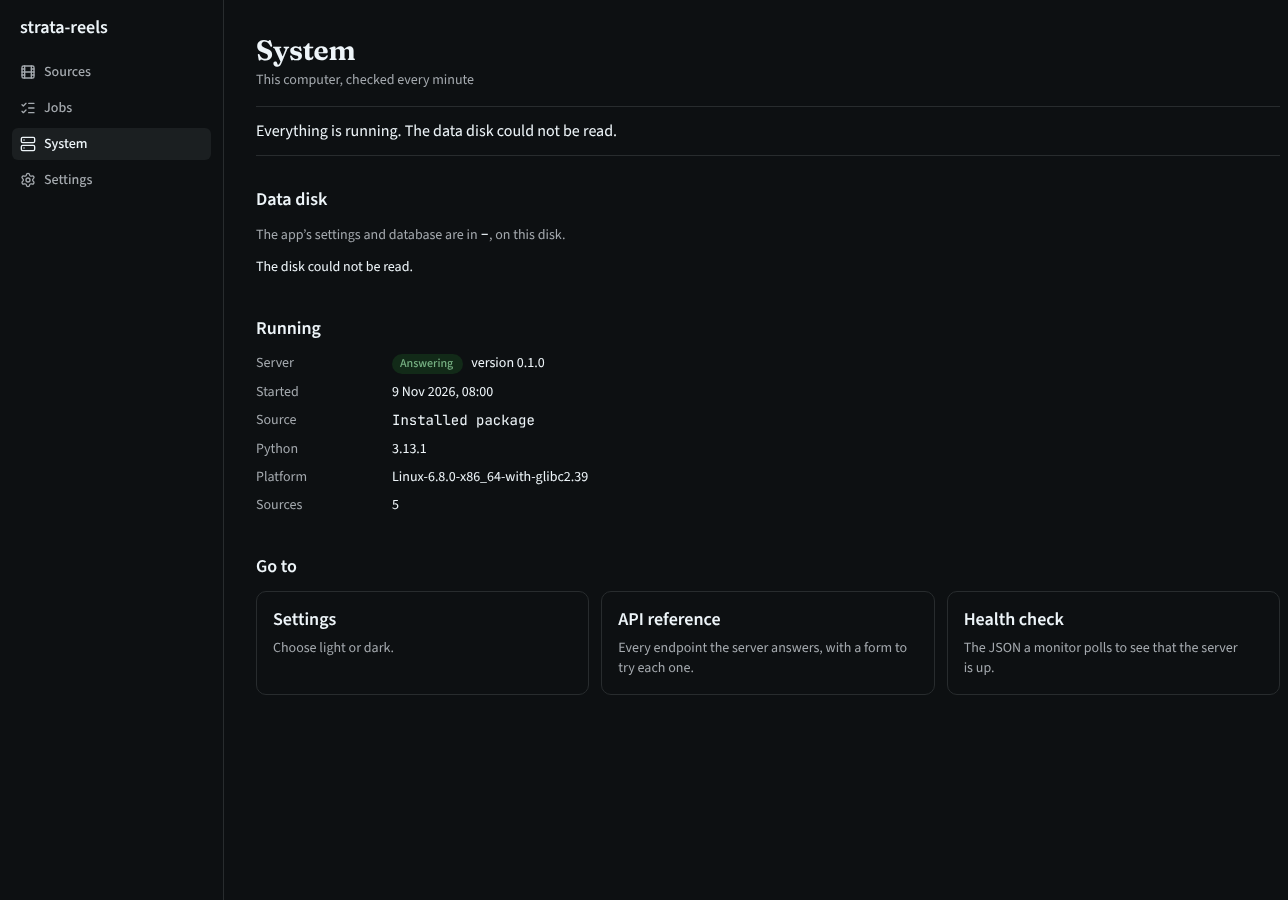 strata-reels
Sources
Jobs
System
Settings
System
This computer, checked every minute
Everything is running. The data disk could not be read.
Data disk
The app's settings and database are in –, on this disk.
The disk could not be read.
Running
Server Answering version 0.1.0
Started 9 Nov 2026, 08:00
Source Installed package
Python 3.13.1
Platform Linux-6.8.0-x86_64-with-glibc2.39
Sources 5
Go to
Settings
Choose light or dark.
API reference
Every endpoint the server answers, with a form to
try each one.
Health check
The JSON a monitor polls to see that the server
is up.